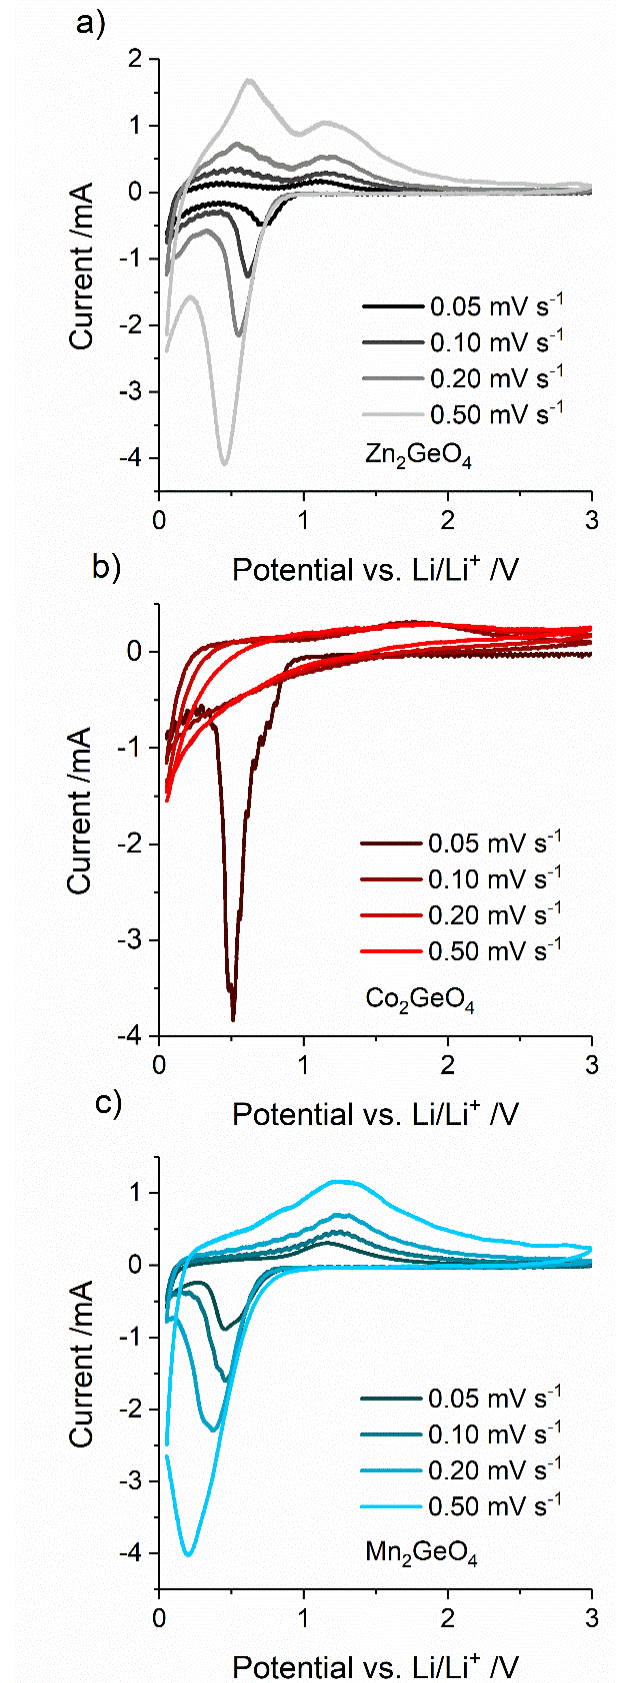 a)
2
1
0
-1
-2
-3
-4
Current /mA
0.05 mV s⁻¹
0.10 mV s⁻¹
0.20 mV s⁻¹
0.50 mV s⁻¹
Zn₂GeO₄
0 1 2 3
Potential vs. Li/Li⁺ /V
b)
0
-1
-2
-3
-4
Current /mA
0.05 mV s⁻¹
0.10 mV s⁻¹
0.20 mV s⁻¹
0.50 mV s⁻¹
Co₂GeO₄
0 1 2 3
Potential vs. Li/Li⁺ /V
c)
1
0
-1
-2
-3
-4
Current /mA
0.05 mV s⁻¹
0.10 mV s⁻¹
0.20 mV s⁻¹
0.50 mV s⁻¹
Mn₂GeO₄
0 1 2 3
Potential vs. Li/Li⁺ /V